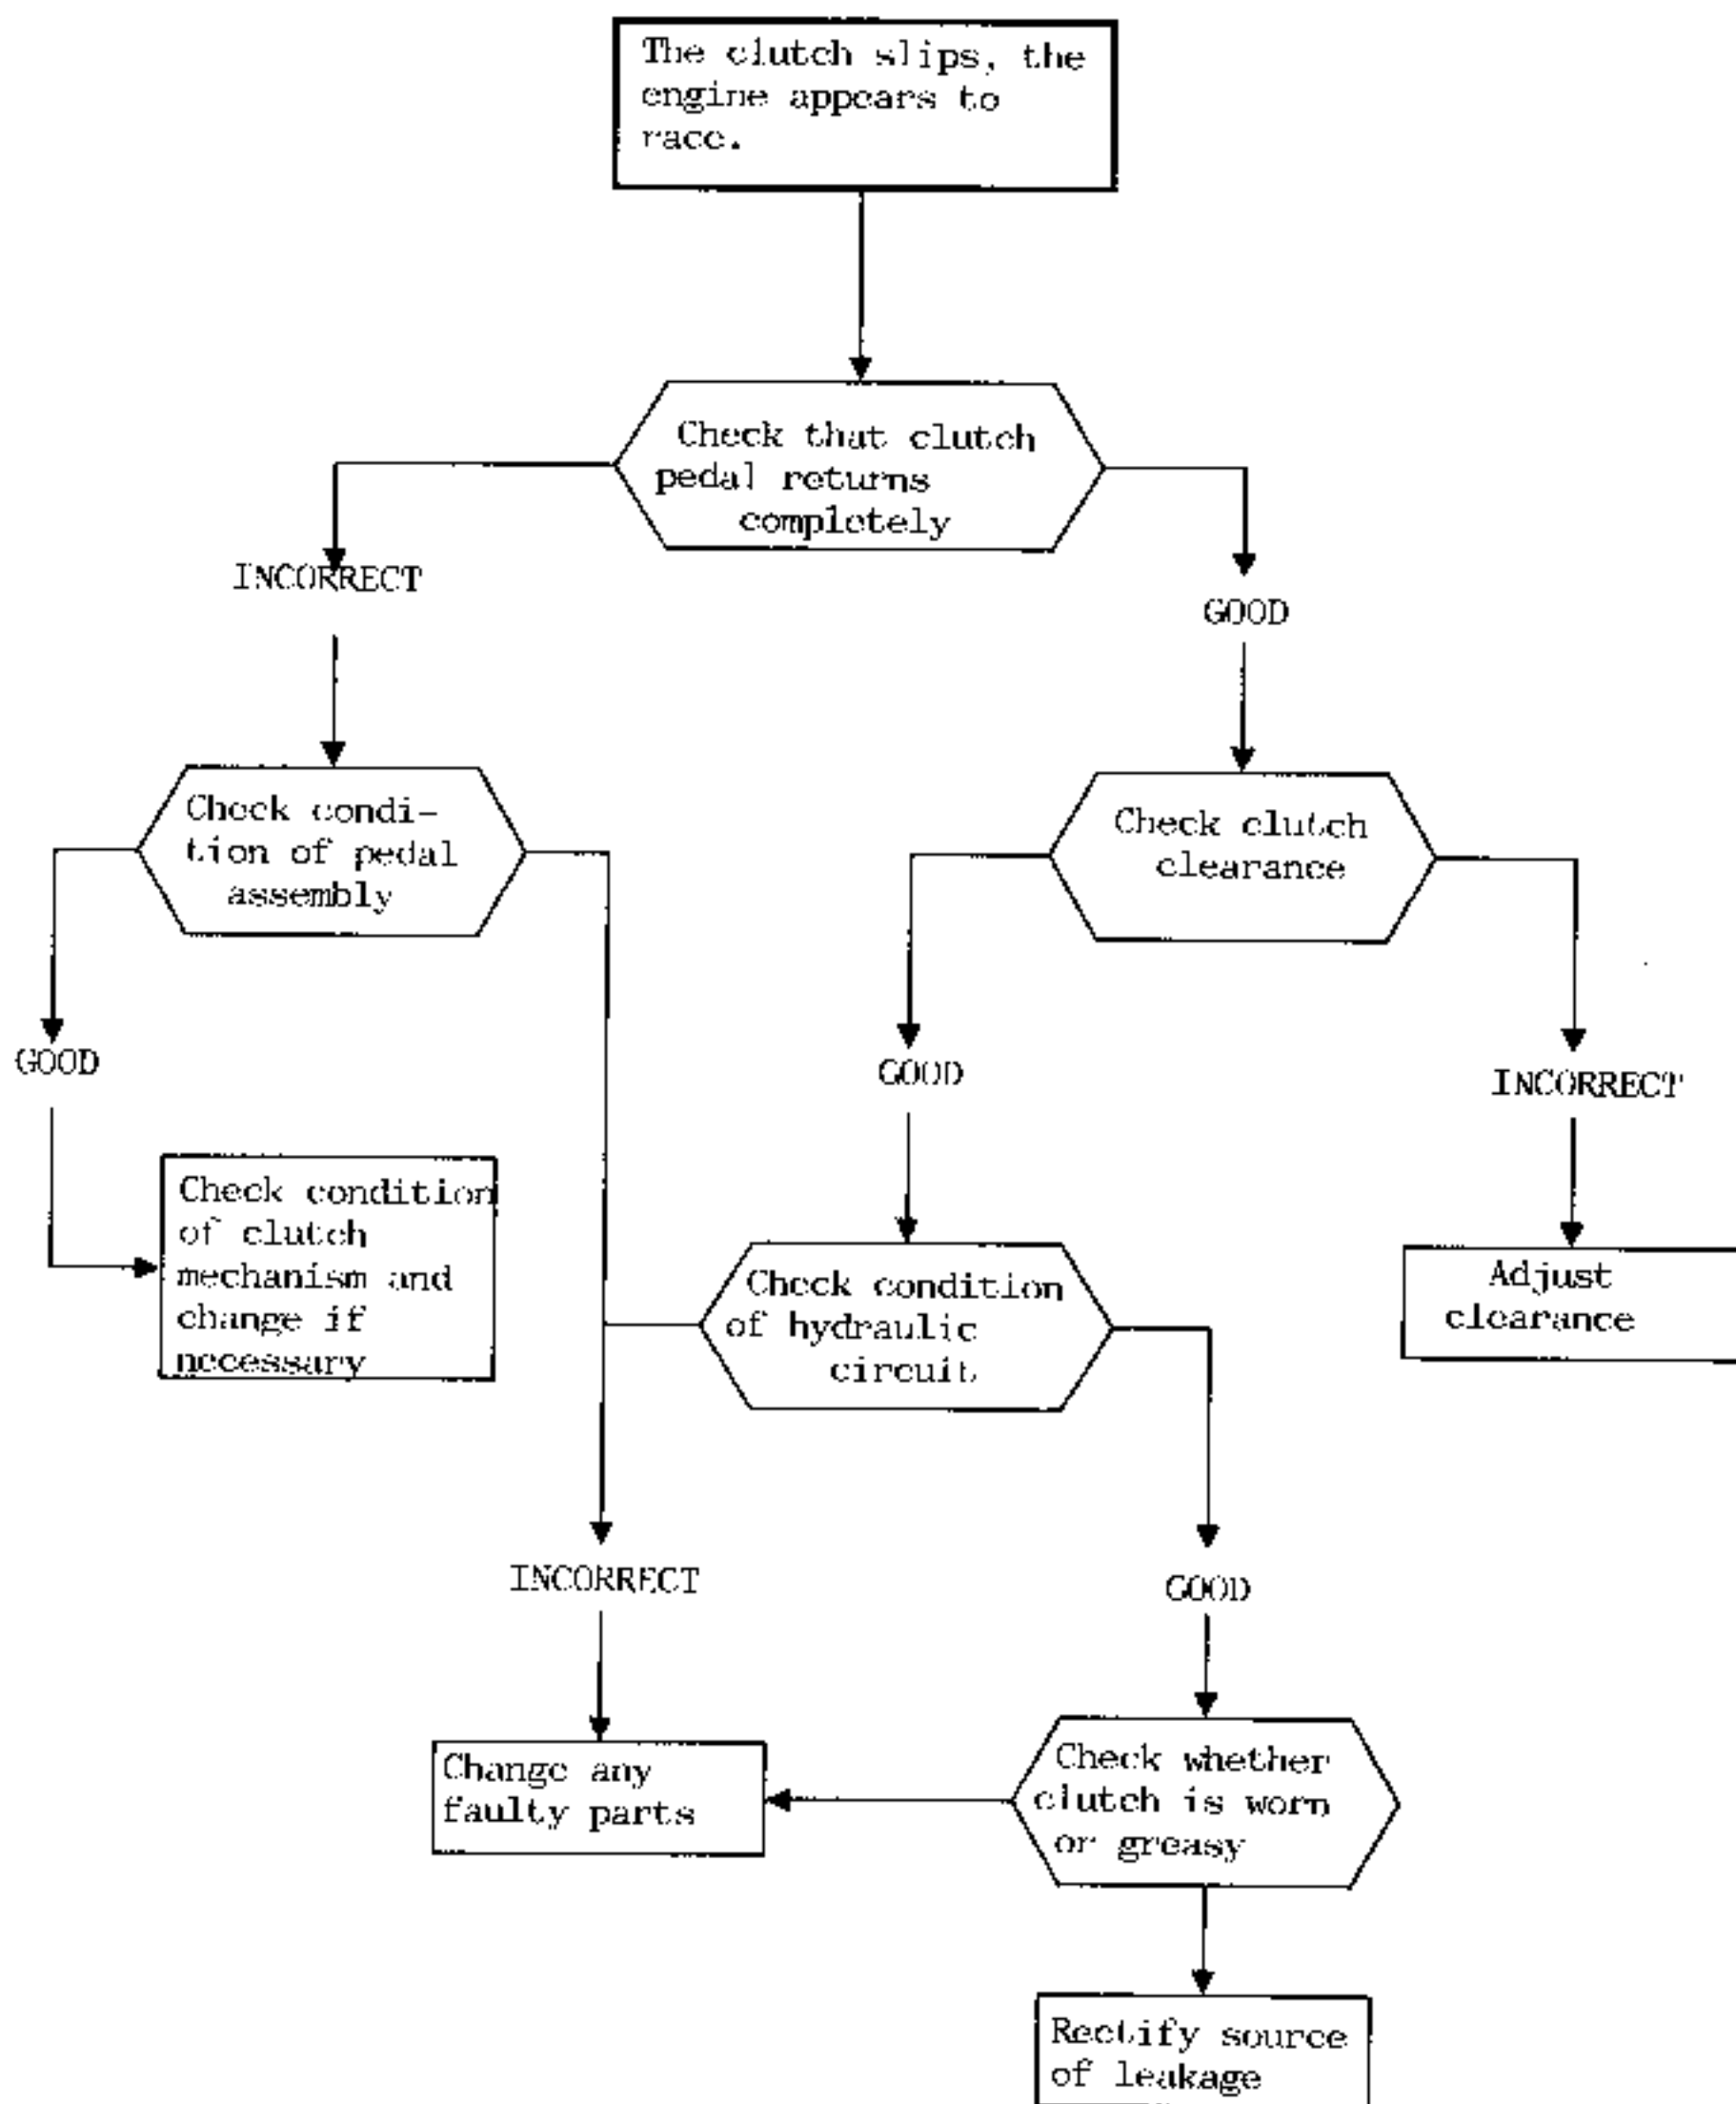 The clutch slips, the
engine appears to
race.
Check that clutch
pedal returns
completely
INCORRECT
GOOD
Check condi-
tion of pedal
assembly
Check clutch
clearance
GOOD
GOOD
INCORRECT
Check condition
of clutch
mechanism and
change if
necessary
Check condition
of hydraulic
circuit
Adjust
clearance
INCORRECT
GOOD
Change any
faulty parts
Check whether
clutch is worn
or greasy
Rectify source
of leakage